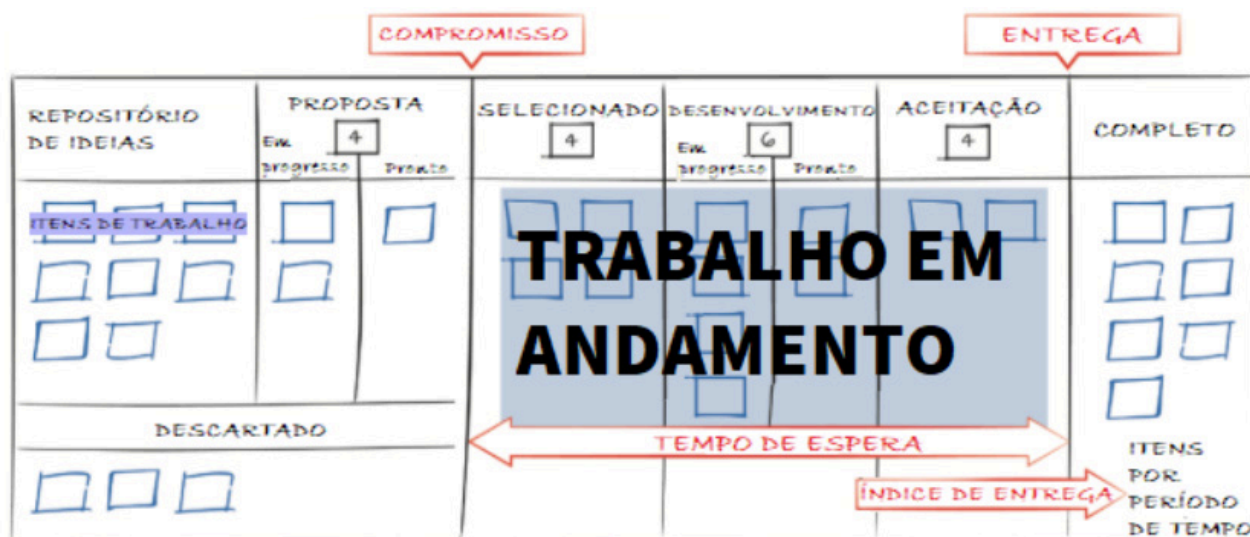 COMPROMISSO
ENTREGA
REPOSITÓRIO
DE IDEIAS
PROPOSTA
4
Em
progresso
Pronto
SELECIONADO
4
DESENVOLVIMENTO
6
Em
progresso
Pronto
ACEITAÇÃO
4
COMPLETO
ITENS DE TRABALHO
TRABALHO EM
ANDAMENTO
DESCARTADO
TEMPO DE ESPERA
ÍNDICE DE ENTREGA
ITENS
POR
PERÍODO
DE TEMPO